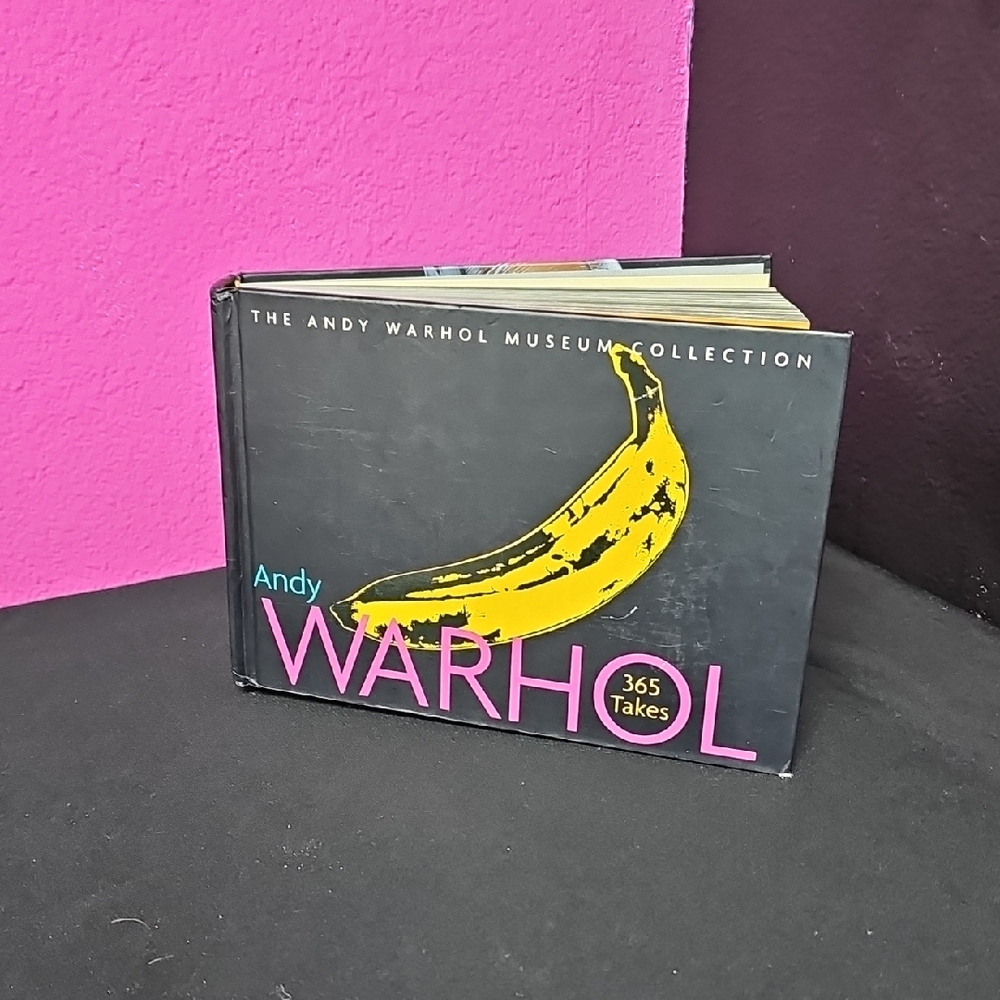 THE ANDY WARHOL MUSEUM COLLECTION
Andy
WARHOL
365
Takes